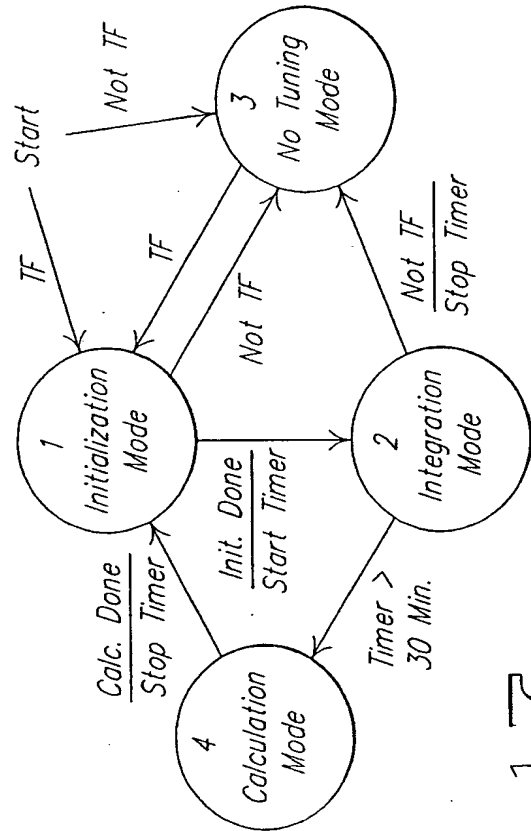 Start
TF
Not TF
1
Initialization
Mode
3
No Tuning
Mode
TF
Not TF
Calc. Done
Stop Timer
Init. Done
Start Timer
Not TF
Stop Timer
4
Calculation
Mode
2
Integration
Mode
Timer >
30 Min.